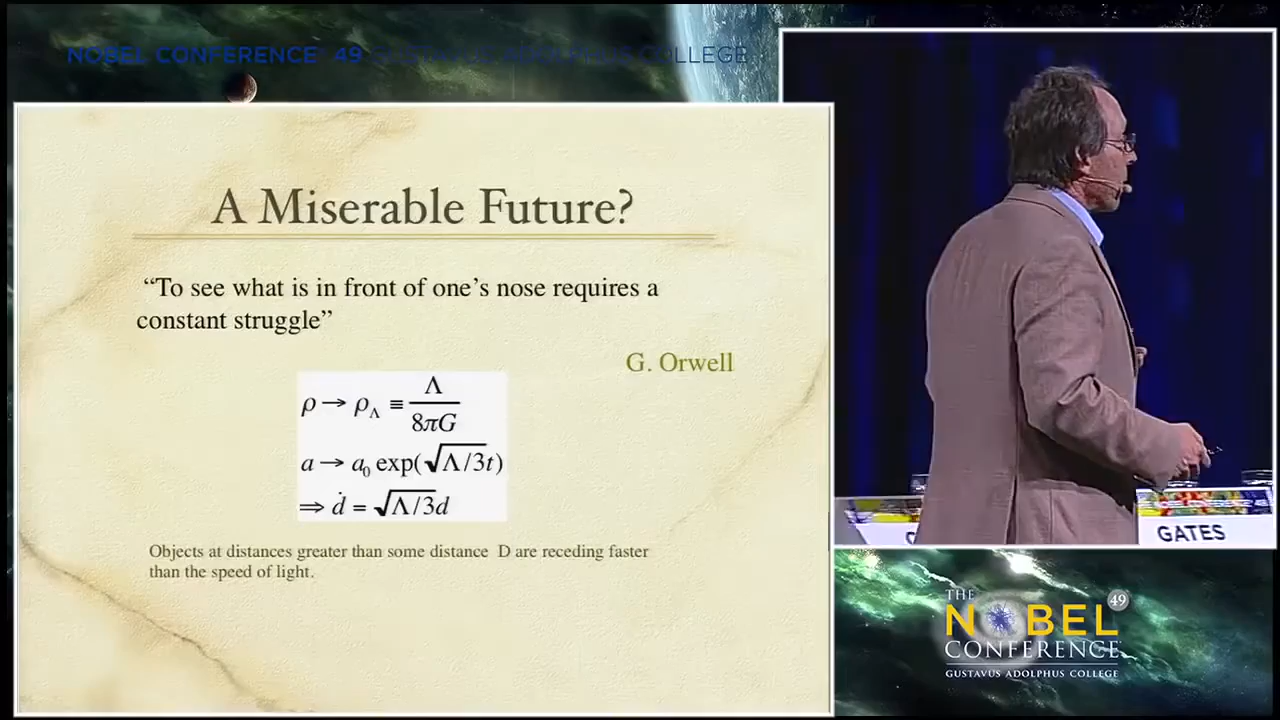 NOBEL CONFERENCE® 49 GUSTAVUS ADOLPHUS COLLEGE
A Miserable Future?
“To see what is in front of one’s nose requires a
constant struggle”
G. Orwell
ρ → ρ_Λ ≡ Λ/8πG
a → a₀ exp(√Λ/3t)
⇒ ḋ = √Λ/3d
Objects at distances greater than some distance D are receding faster
than the speed of light.
GATES
THE
NOBEL 49
CONFERENCE
GUSTAVUS ADOLPHUS COLLEGE